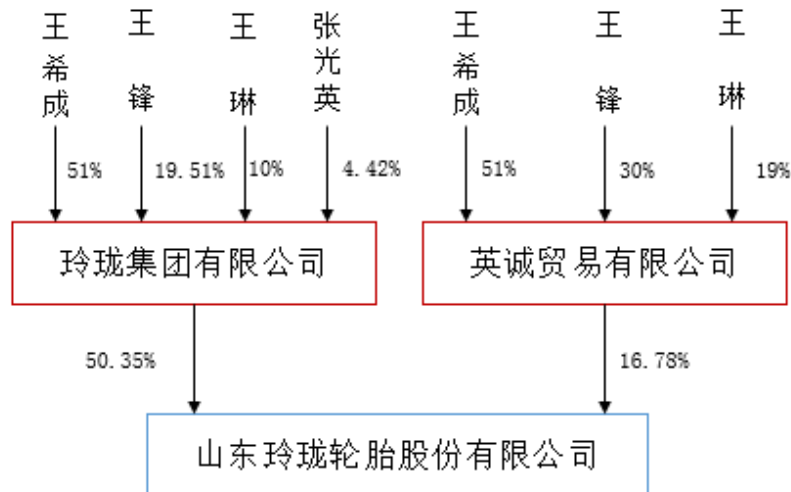 王希成
王锋
王琳
张光英
王希成
王锋
王琳
51%
19.51%
10%
4.42%
51%
30%
19%
玲珑集团有限公司
英诚贸易有限公司
50.35%
16.78%
山东玲珑轮胎股份有限公司